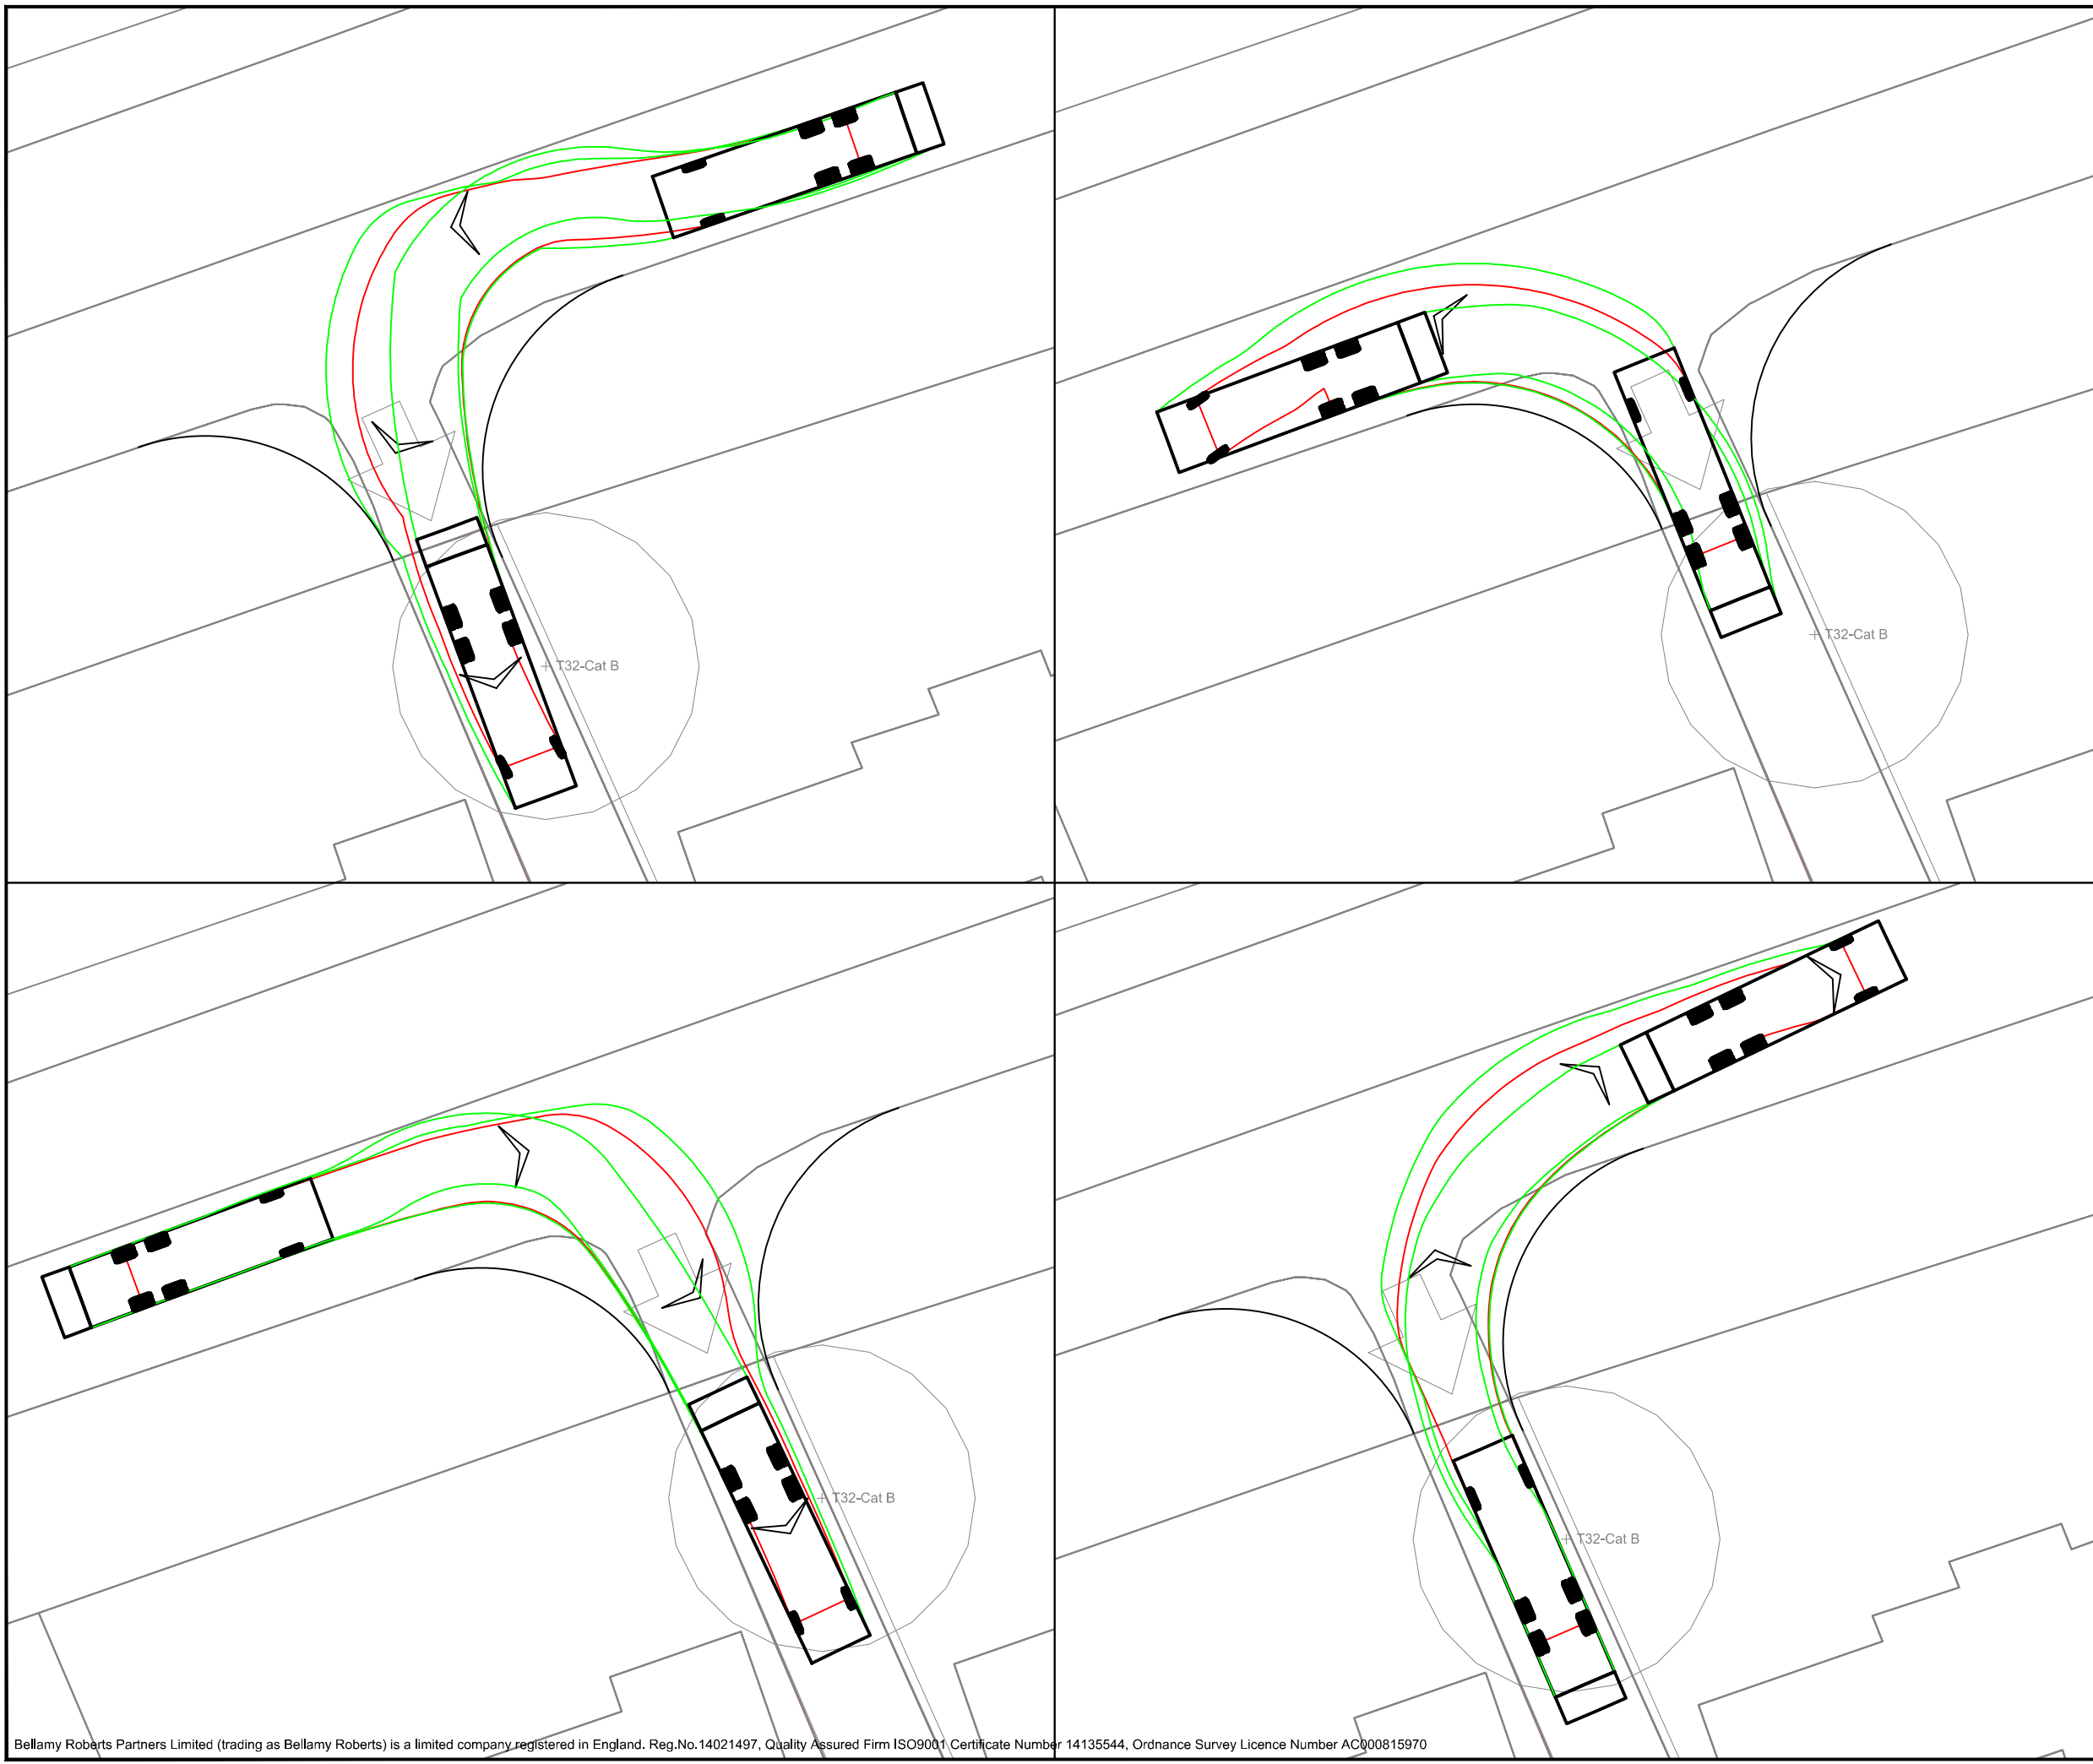 T32-Cat B
T32-Cat B
T32-Cat B
T32-Cat B
Bellamy Roberts Partners Limited (trading as Bellamy Roberts) is a limited company registered in England. Reg.No.14021497, Quality Assured Firm ISO9001 Certificate Number 14135544, Ordnance Survey Licence Number AC000815970